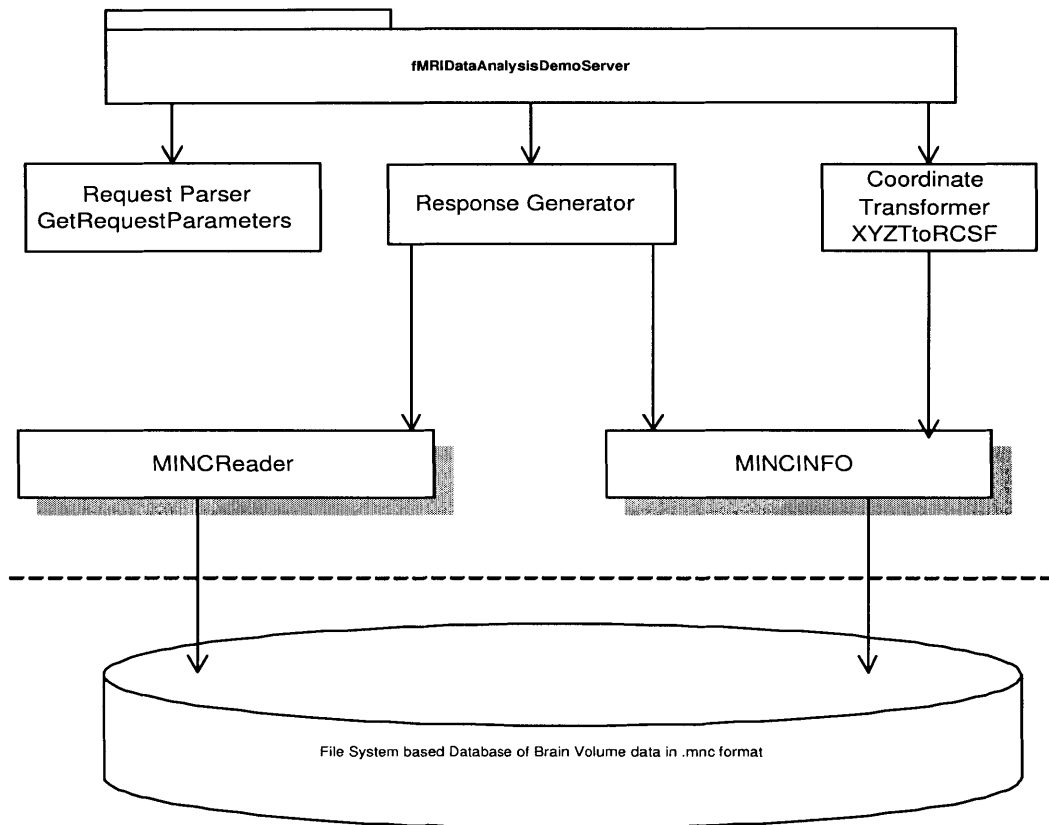 fMRIDataAnalysisDemoServer
Request Parser
GetRequestParameters
Response Generator
Coordinate
Transformer
XYZTtoRCSF
MINCReader
MINCINFO
File System based Database of Brain Volume data in .mnc format